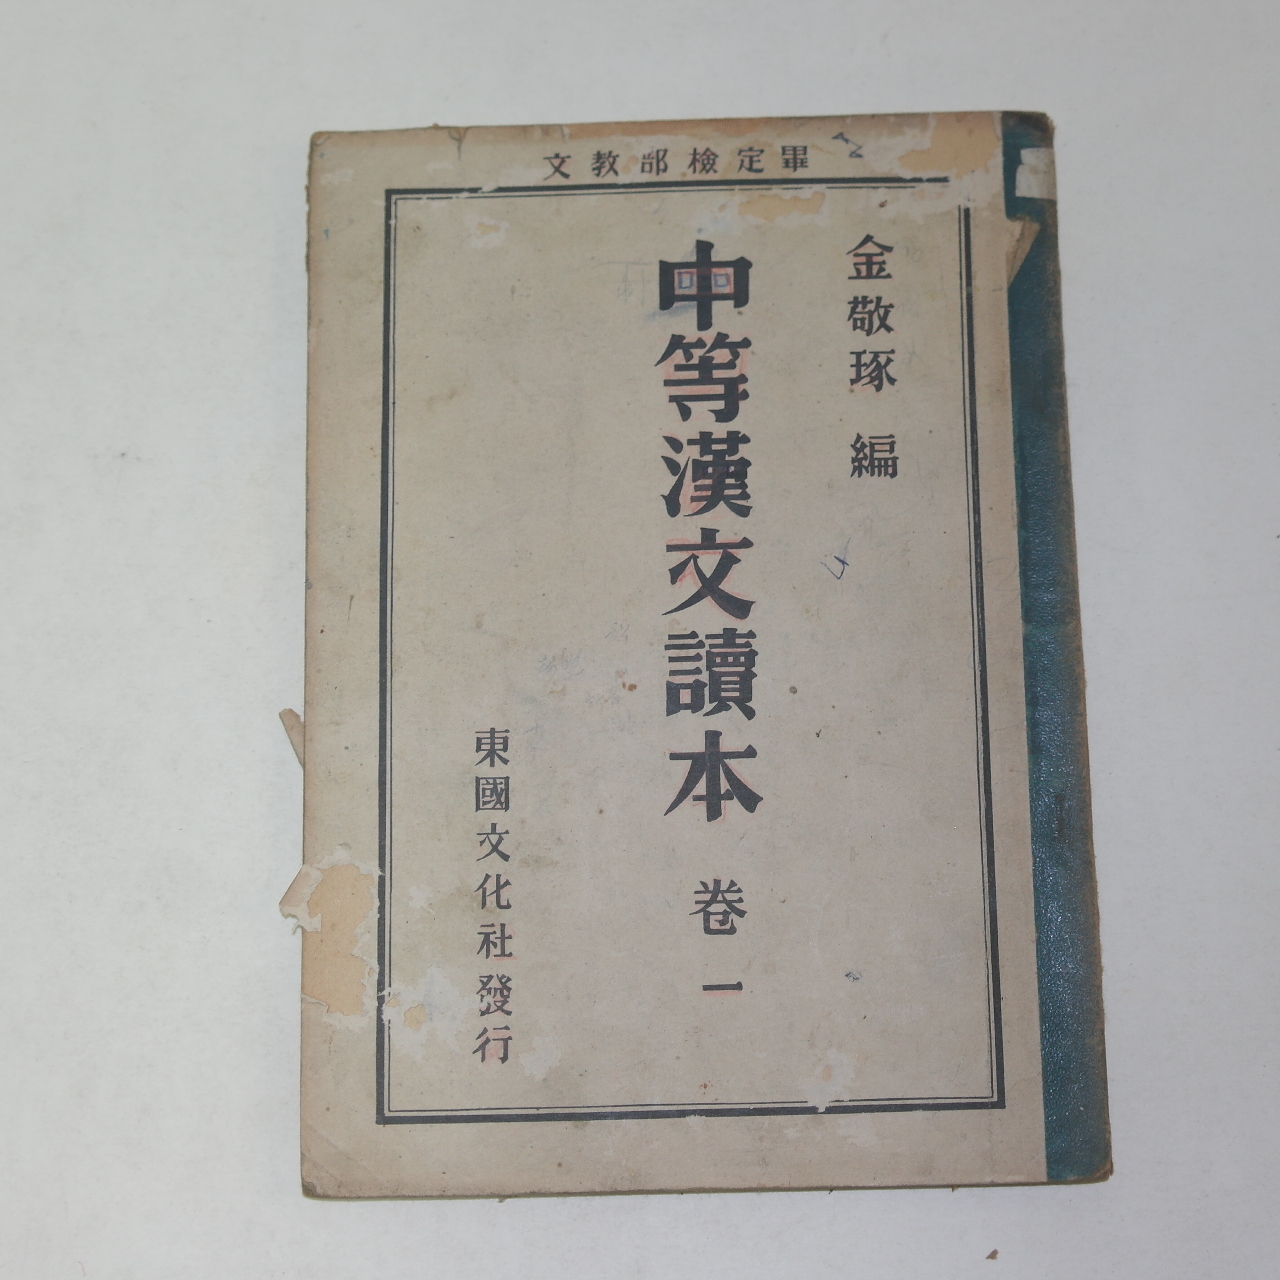 文教部檢定畢
金敬琢 編
中等漢文讀本 卷一
東國文化社發行